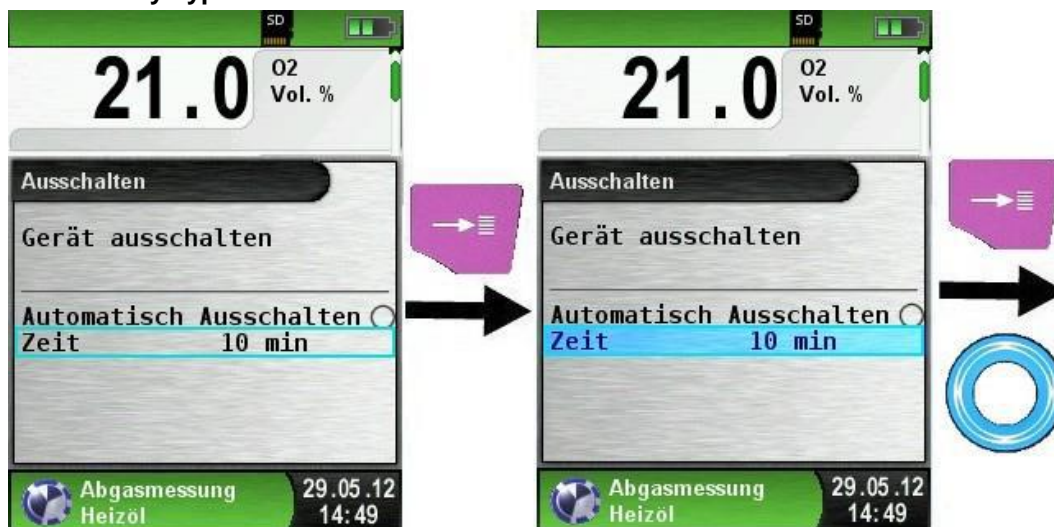 SD
21.0 O2
Vol. %
Ausschalten
Gerät ausschalten
Automatisch Ausschalten
Zeit 10 min
Abgasmessung 29.05.12
Heizöl 14:49
SD
21.0 O2
Vol. %
Ausschalten
Gerät ausschalten
Automatisch Ausschalten
Zeit 10 min
Abgasmessung 29.05.12
Heizöl 14:49